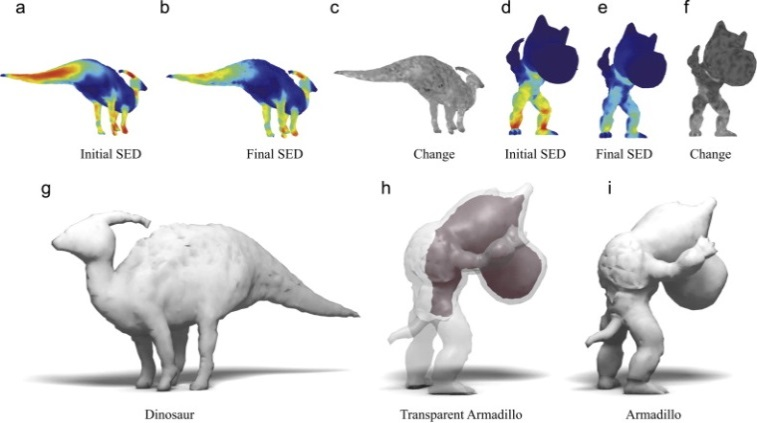 a b c d e f
Initial SED Final SED Change Initial SED Final SED Change
g h i
Dinosaur Transparent Armadillo Armadillo